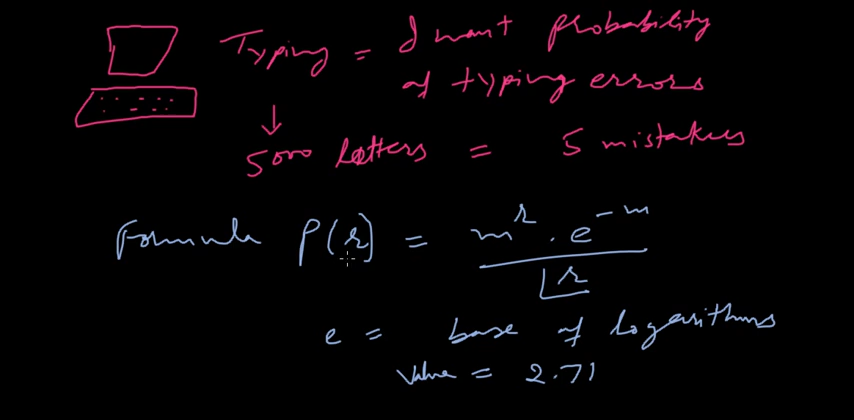 Typing = I want probability
of typing errors
5000 letters = 5 mistakes
Formula P(r) = m^r . e^-m / ⌊r
e = base of logarithms
Value = 2.71